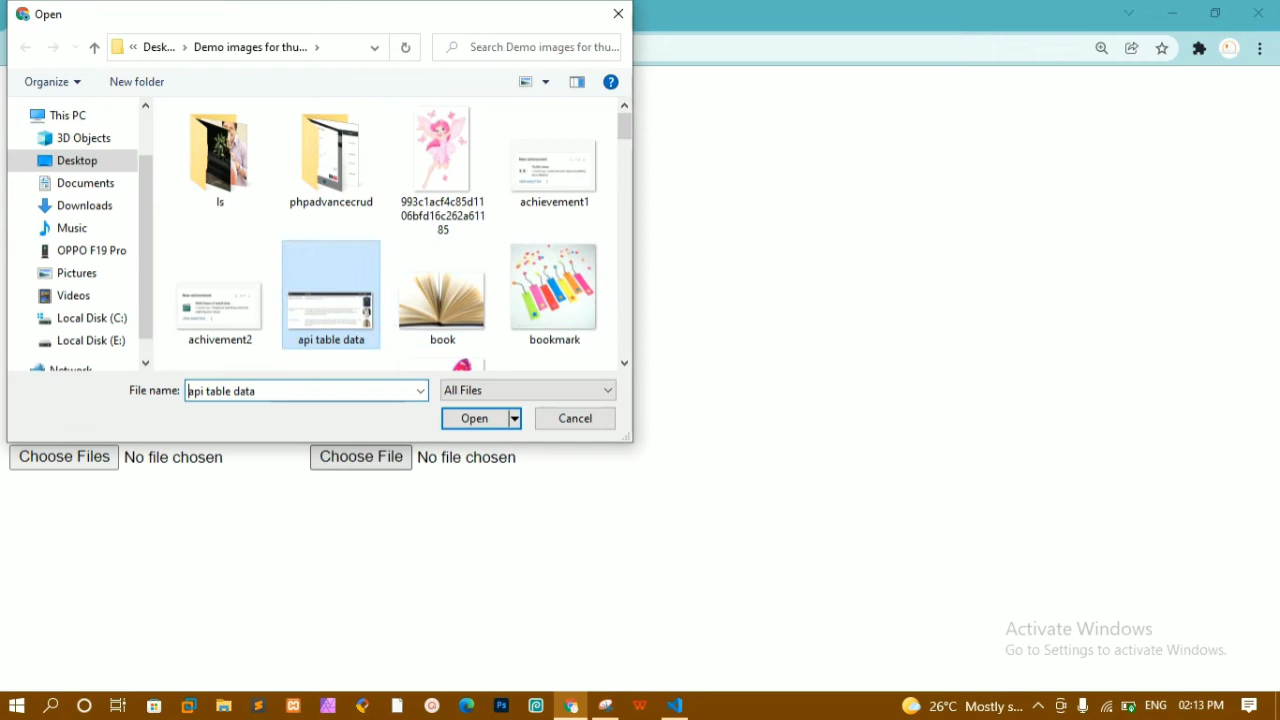 Open
« Desk... › Demo images for thu... ›
Search Demo images for thu...
Organize
New folder
This PC
3D Objects
Desktop
Documents
Downloads
Music
OPPO F19 Pro
Pictures
Videos
Local Disk (C:)
Local Disk (E:)
Network
ls
phpadvancecrud
993c1acf4c85d11
06bfd16c262a611
85
achievement1
achivement2
api table data
book
bookmark
File name:
api table data
All Files
Open
Cancel
Choose Files No file chosen
Choose File No file chosen
Activate Windows
Go to Settings to activate Windows.
26°C Mostly s...
ENG
02:13 PM